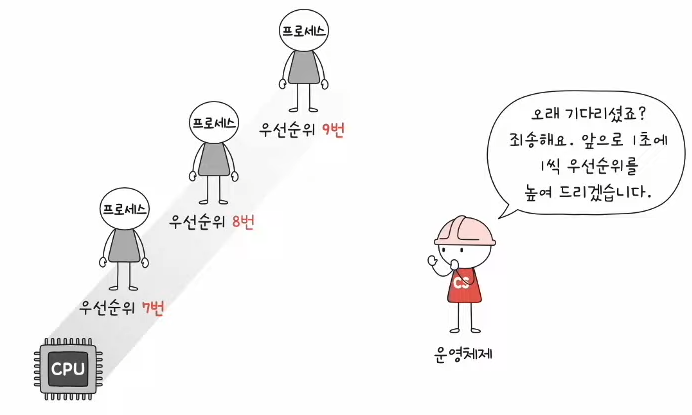 프로세스
우선순위 9번
프로세스
우선순위 8번
프로세스
우선순위 7번
CPU
오래 기다리셨죠?
죄송해요. 앞으로 1초에
1씩 우선순위를
높여 드리겠습니다.
CS
운영체제